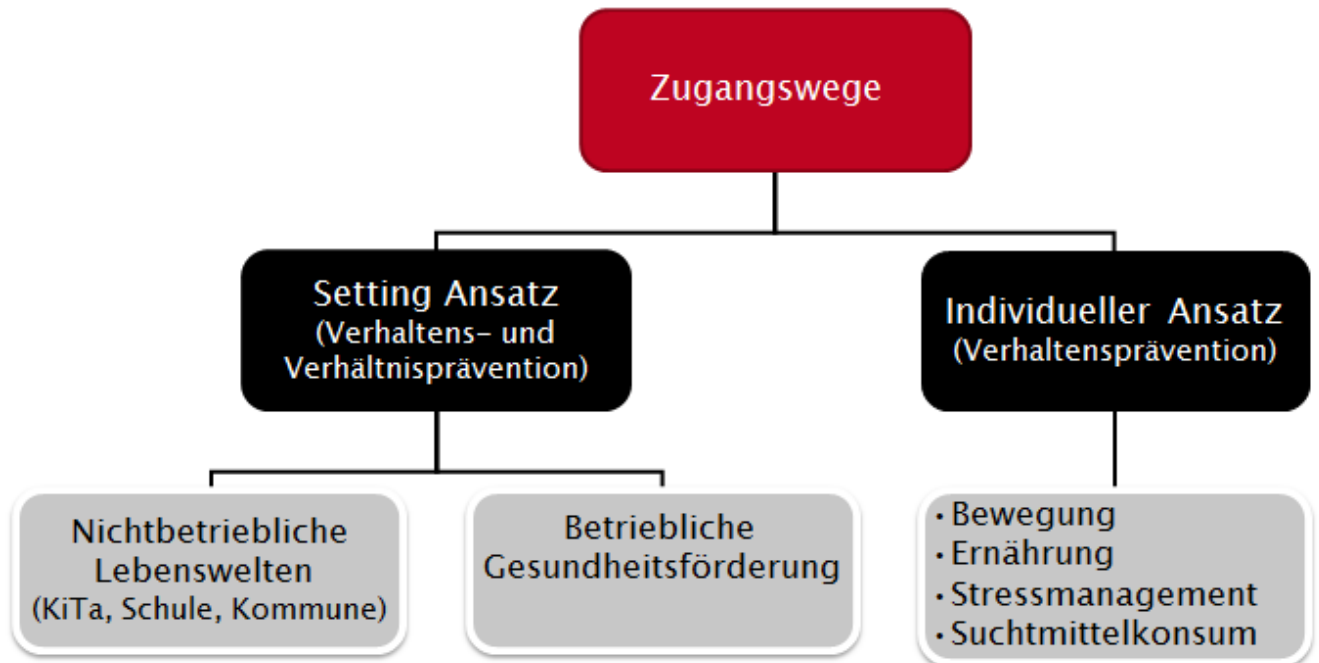 Zugangswege
Setting Ansatz
(Verhaltens- und
Verhältnisprävention)
Individueller Ansatz
(Verhaltensprävention)
Nichtbetriebliche
Lebenswelten
(KiTa, Schule, Kommune)
Betriebliche
Gesundheitsförderung
• Bewegung
• Ernährung
• Stressmanagement
• Suchtmittelkonsum